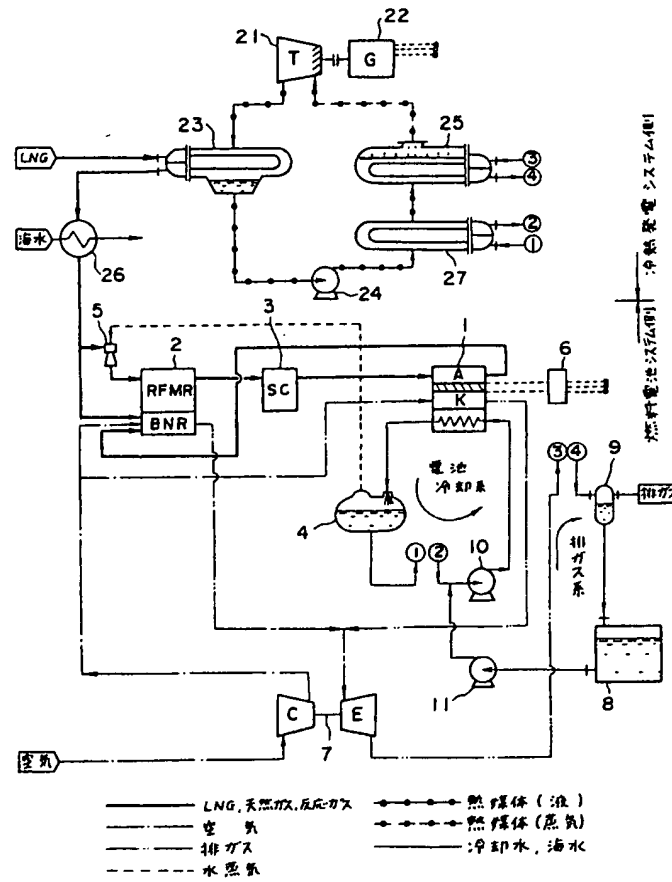 21
22
T
G
23
25
LNG
③
④
海水
②
①
26
24
27
冷熱発電システム側
燃料電池システム側
5
2
3
1
6
RFMR
SC
A
K
BNR
③ ④
9
排ガス
電池
冷却系
4
① ②
10
排ガス系
11
8
C
E
7
空気
LNG, 天然ガス, 反応ガス
空気
排ガス
水蒸気
熱媒体(液)
熱媒体(蒸気)
冷却水, 海水